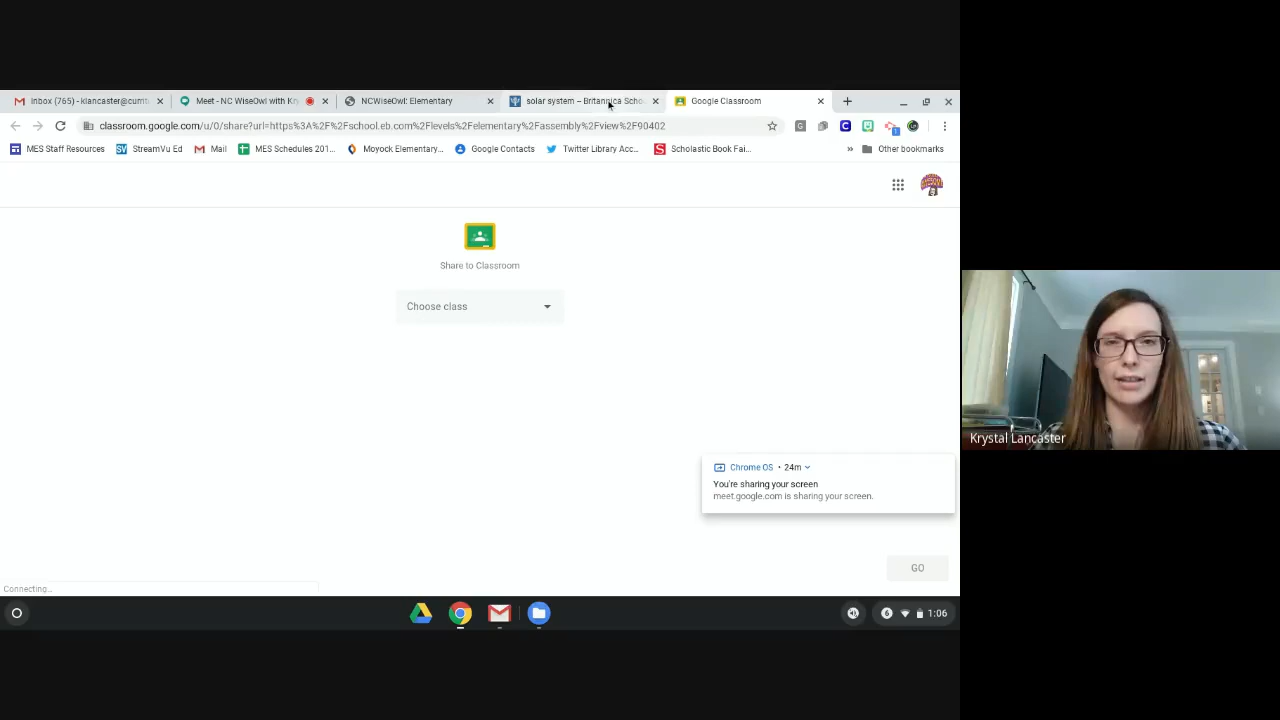 Inbox (765) - klancaster@currit
Meet - NC WiseOwl with Kry
NCWiseOwl: Elementary
solar system – Britannica Scho
Google Classroom
classroom.google.com/u/0/share?url=https%3A%2F%2Fschool.eb.com%2Flevels%2Felementary%2Fassembly%2Fview%2F90402
MES Staff Resources
StreamVu Ed
Mail
MES Schedules 201...
Moyock Elementary...
Google Contacts
Twitter Library Acc...
Scholastic Book Fai...
Other bookmarks
Share to Classroom
Choose class
Krystal Lancaster
Chrome OS • 24m
You're sharing your screen
meet.google.com is sharing your screen.
GO
Connecting...
6
1:06